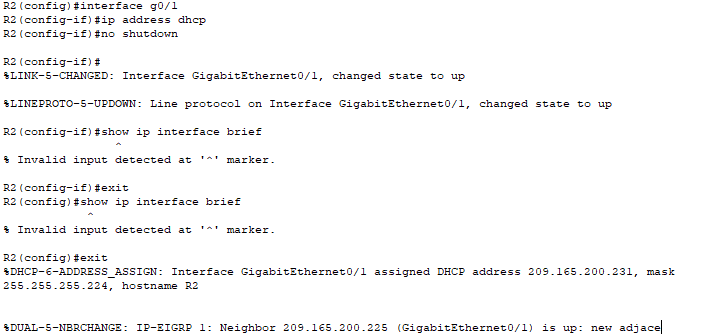 R2(config)#interface g0/1
R2(config-if)#ip address dhcp
R2(config-if)#no shutdown
R2(config-if)#
%LINK-5-CHANGED: Interface GigabitEthernet0/1, changed state to up
%LINEPROTO-5-UPDOWN: Line protocol on Interface GigabitEthernet0/1, changed state to up
R2(config-if)#show ip interface brief
^
% Invalid input detected at '^' marker.
R2(config-if)#exit
R2(config)#show ip interface brief
^
% Invalid input detected at '^' marker.
R2(config)#exit
%DHCP-6-ADDRESS_ASSIGN: Interface GigabitEthernet0/1 assigned DHCP address 209.165.200.231, mask
255.255.255.224, hostname R2
%DUAL-5-NBRCHANGE: IP-EIGRP 1: Neighbor 209.165.200.225 (GigabitEthernet0/1) is up: new adjace